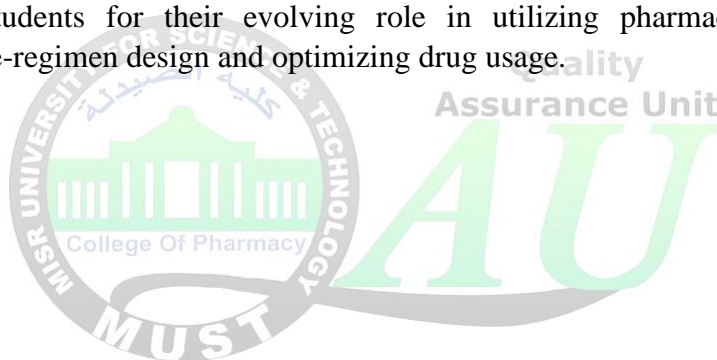 tudents for their evolving role in utilizing pharmac
e-regimen design and optimizing drug usage.
Quality
Assurance Unit
MISR UNIVERSITY FOR SCIENCE & TECHNOLOGY
كلية الصيدلة
College Of Pharmacy
AU
MUST